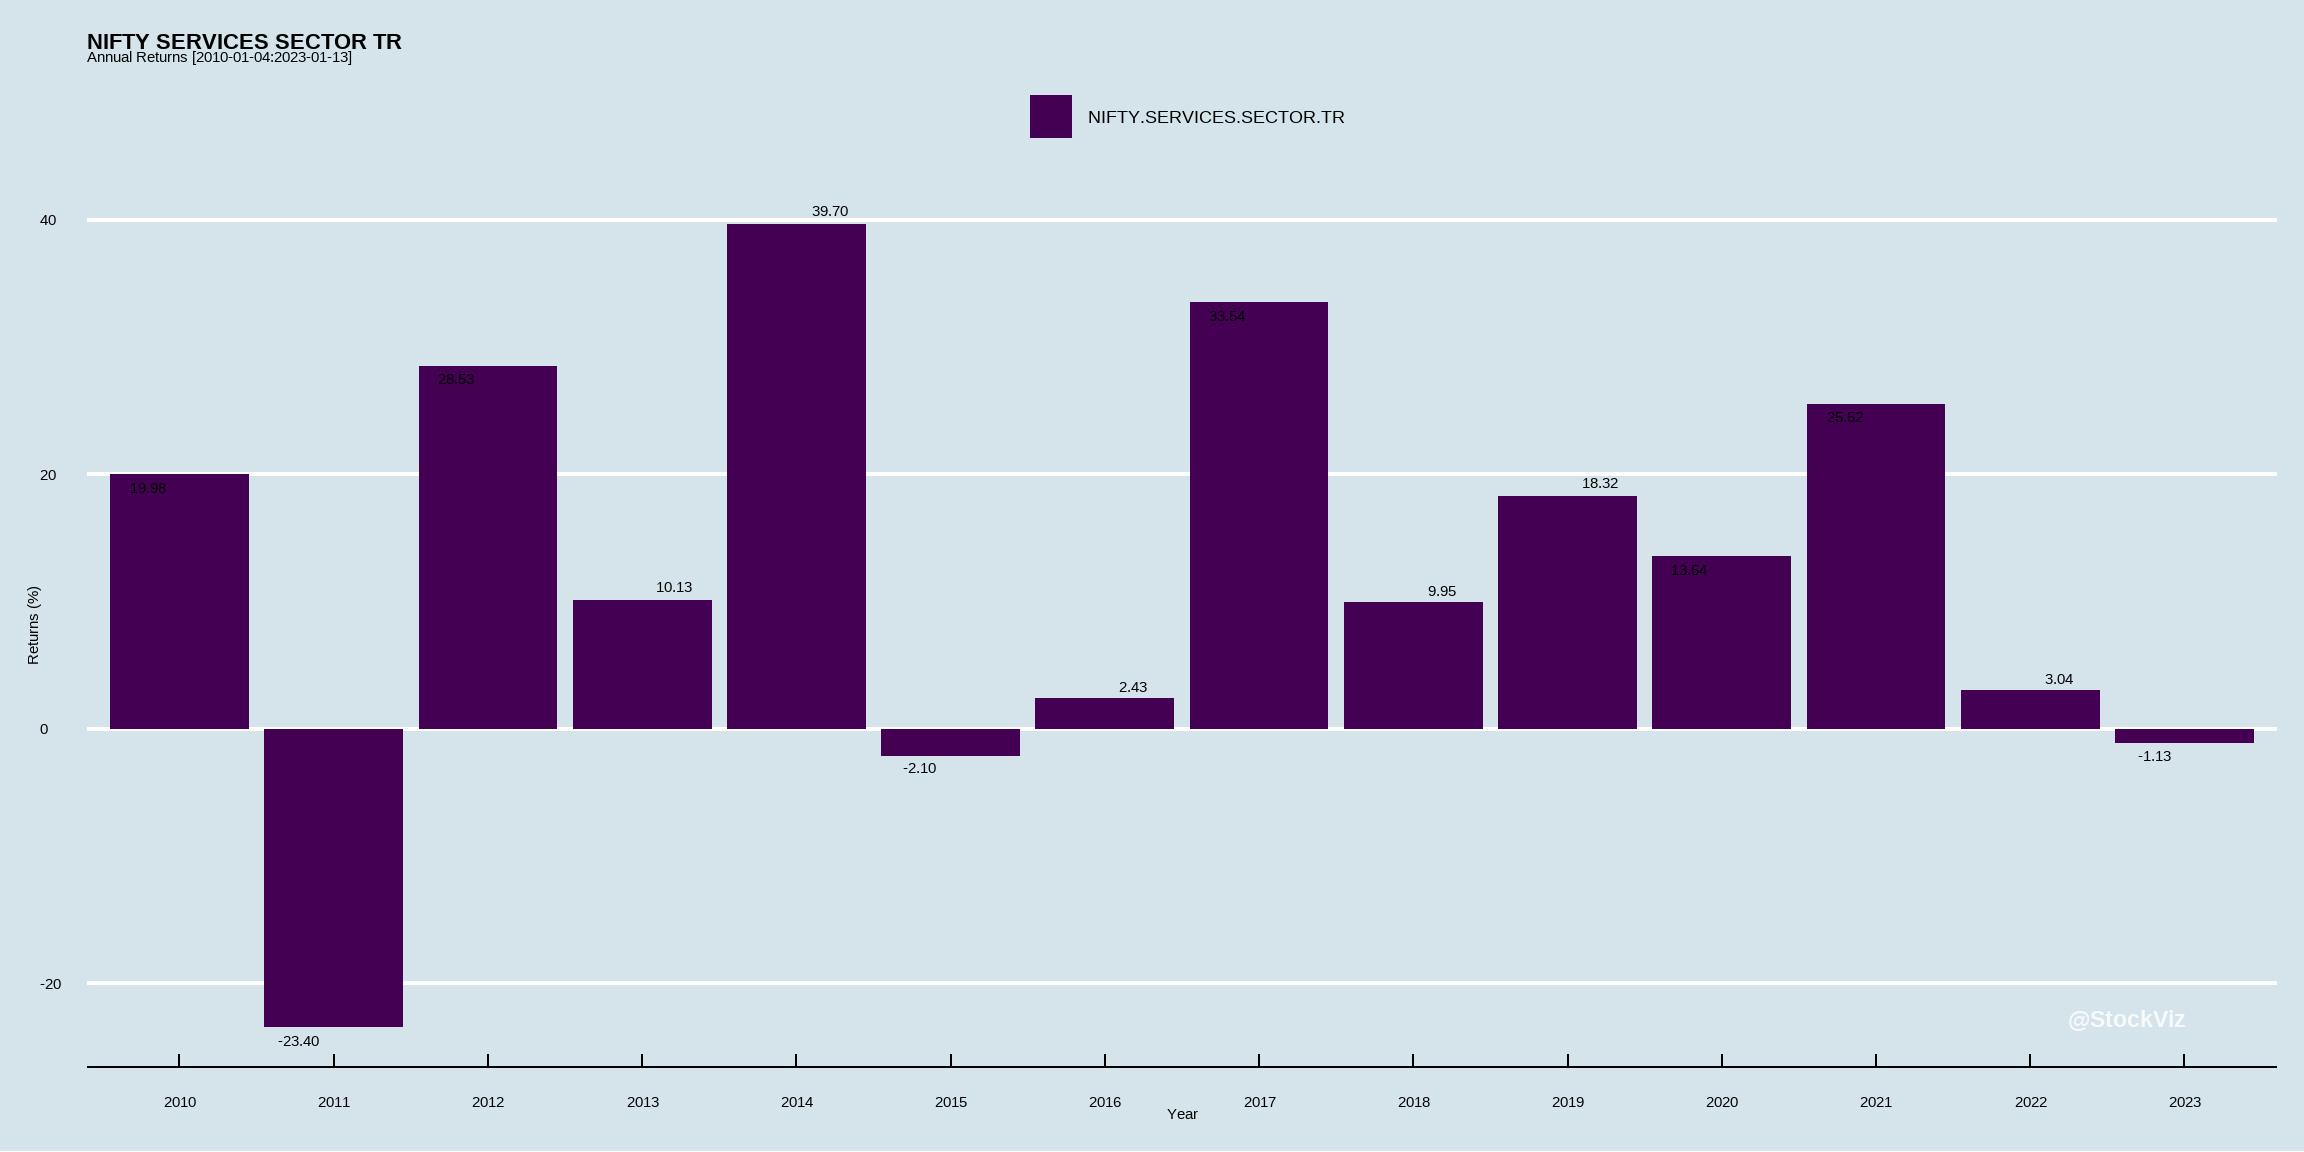 NIFTY SERVICES SECTOR TR
Annual Returns [2010-01-04:2023-01-13]
NIFTY.SERVICES.SECTOR.TR
40
39.70
33.54
28.53
25.52
20
19.98
18.32
13.54
10.13
9.95
Returns (%)
2.43
3.04
0
-2.10
-1.13
-20
@StockViz
-23.40
2010 2011 2012 2013 2014 2015 2016 2017 2018 2019 2020 2021 2022 2023
Year